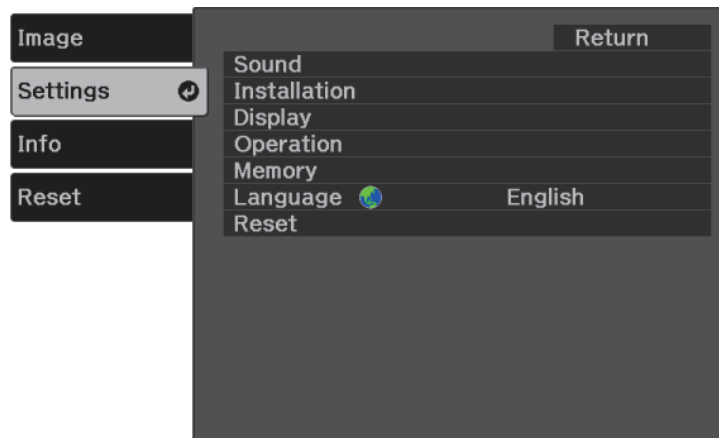 Image
Settings
Info
Reset
Return
Sound
Installation
Display
Operation
Memory
Language English
Reset